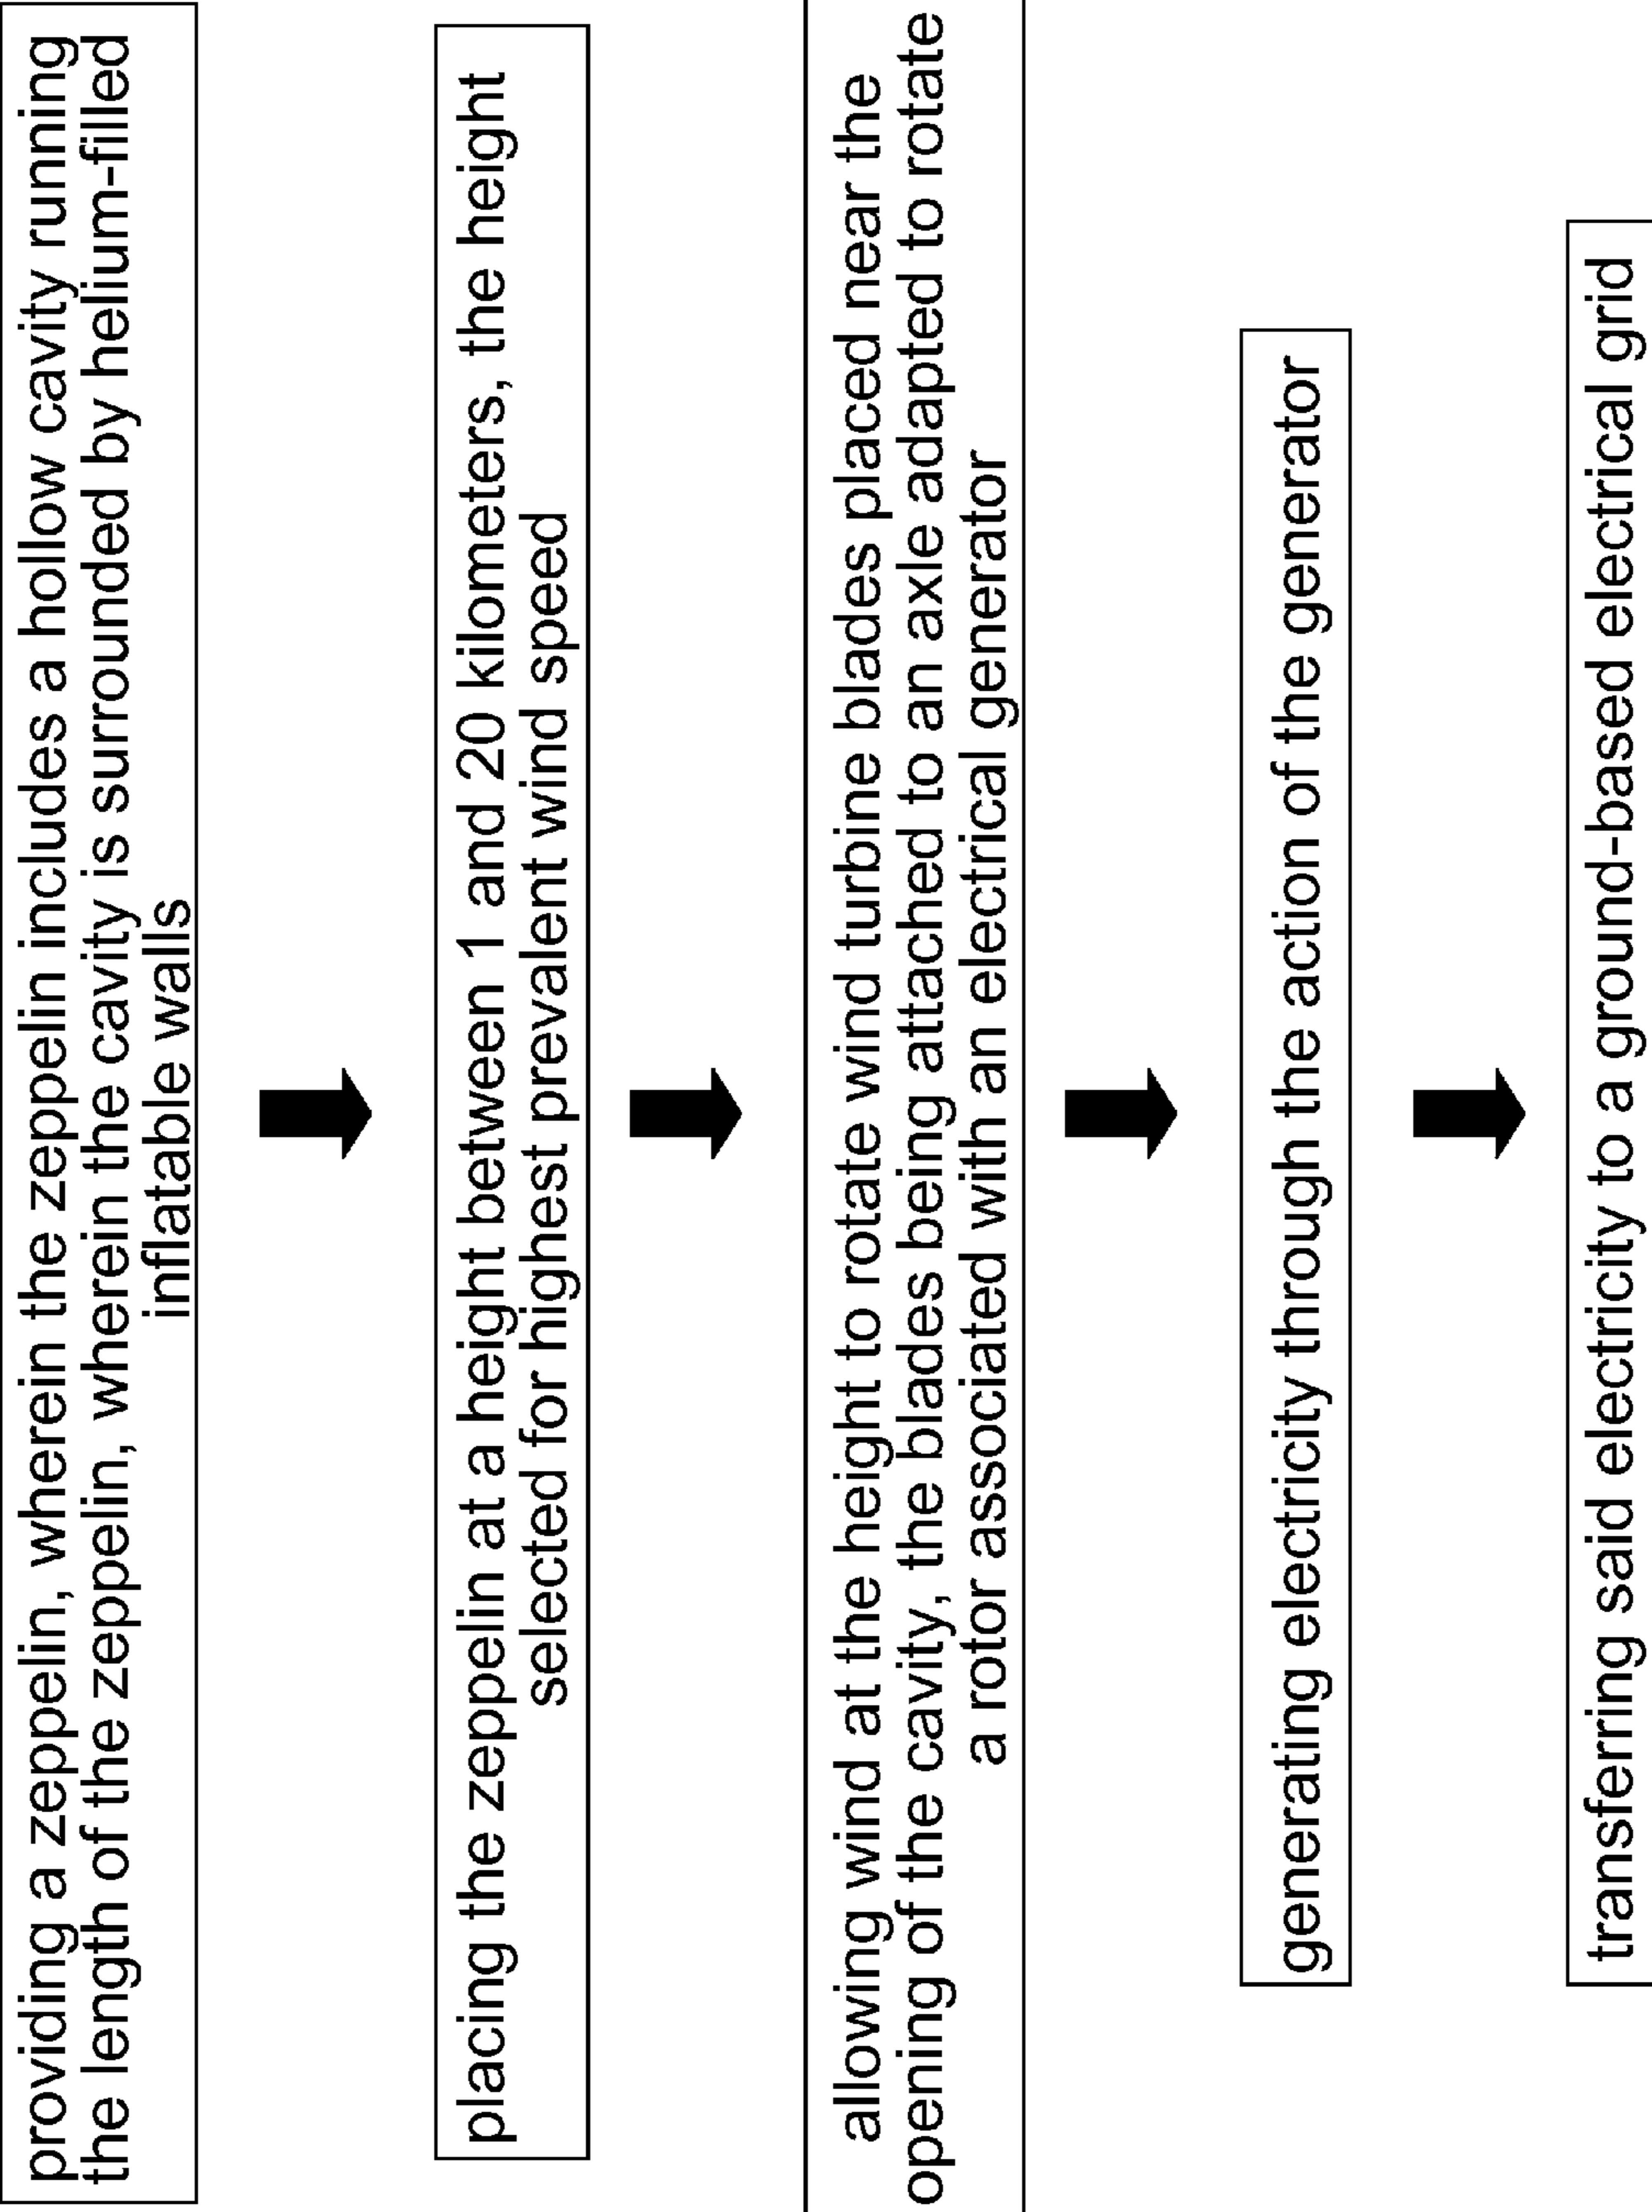 providing a zeppelin, wherein the zeppelin includes a hollow cavity running
the length of the zeppelin, wherein the cavity is surrounded by helium-filled
inflatable walls
placing the zeppelin at a height between 1 and 20 kilometers, the height
selected for highest prevalent wind speed
allowing wind at the height to rotate wind turbine blades placed near the
opening of the cavity, the blades being attached to an axle adapted to rotate
a rotor associated with an electrical generator
generating electricity through the action of the generator
transferring said electricity to a ground-based electrical grid